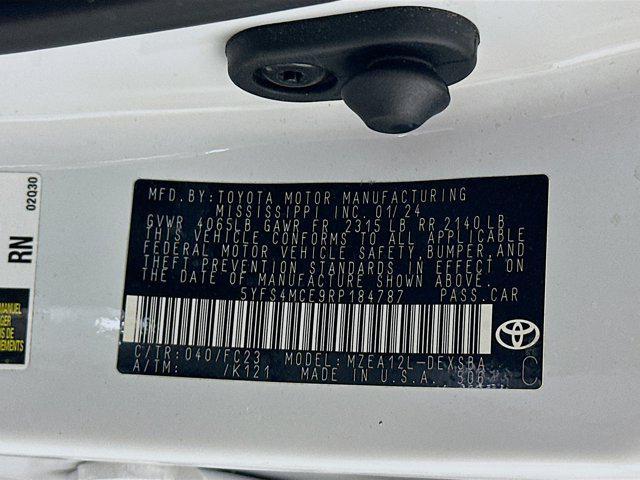 MFD. BY: TOYOTA MOTOR MANUFACTURING
MISSISSIPPI INC. 01/24
GVWR 4065LB GAWR FR 2315 LB RR 2140 LB
THIS VEHICLE CONFORMS TO ALL APPLICABLE
FEDERAL MOTOR VEHICLE SAFETY, BUMPER, AND
THEFT PREVENTION STANDARDS IN EFFECT ON
THE DATE OF MANUFACTURE SHOWN ABOVE.
5YFS4MCE9RP184787 PASS. CAR
C/TR: 040/FC23 MODEL: MZEA12L-DEXSBA
A/TM: /K121 MADE IN U.S.A.
C
RN
02Q30
MANUEL